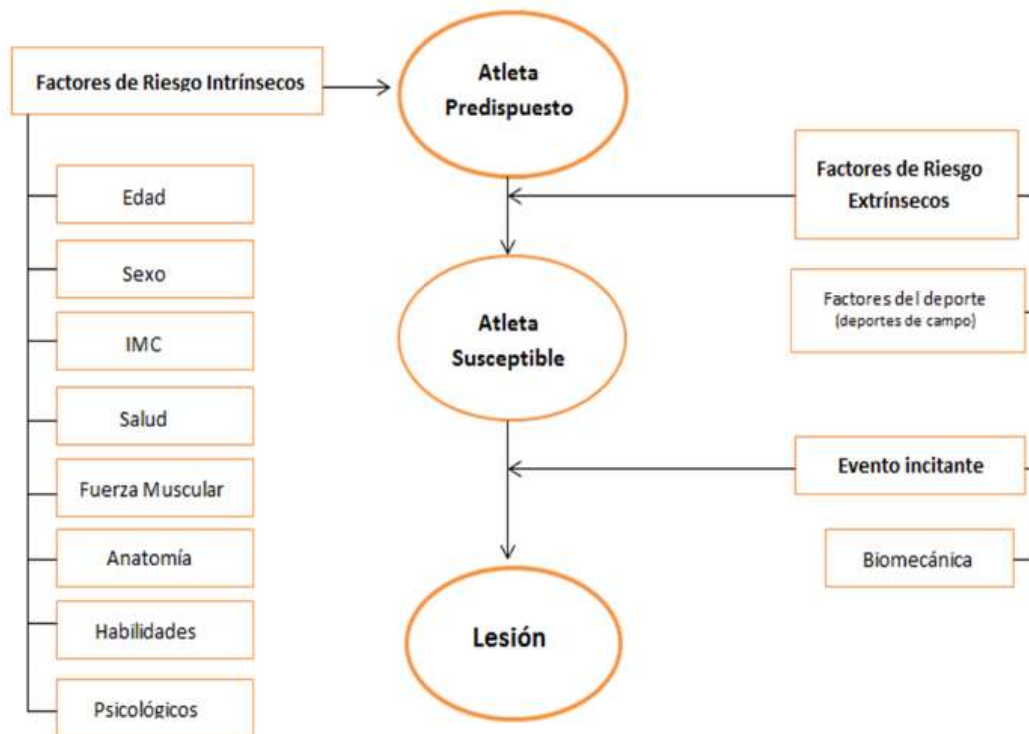 Factores de Riesgo Intrínsecos
Edad
Sexo
IMC
Salud
Fuerza Muscular
Anatomía
Habilidades
Psicológicos
Atleta
Predispuesto
Atleta
Susceptible
Lesión
Factores de Riesgo
Extrínsecos
Factores del deporte
(deportes de campo)
Evento incitante
Biomecánica